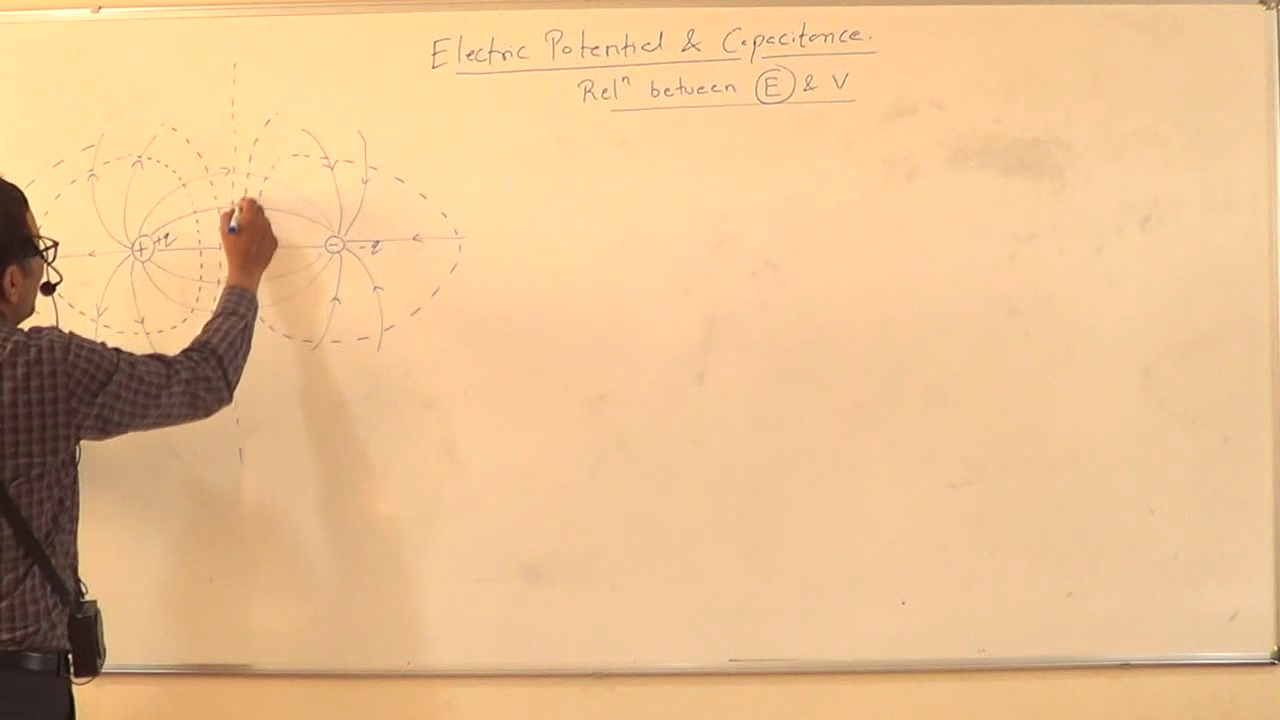 Electric Potential & Capacitance.
Relⁿ between E & V
+ +q − -q